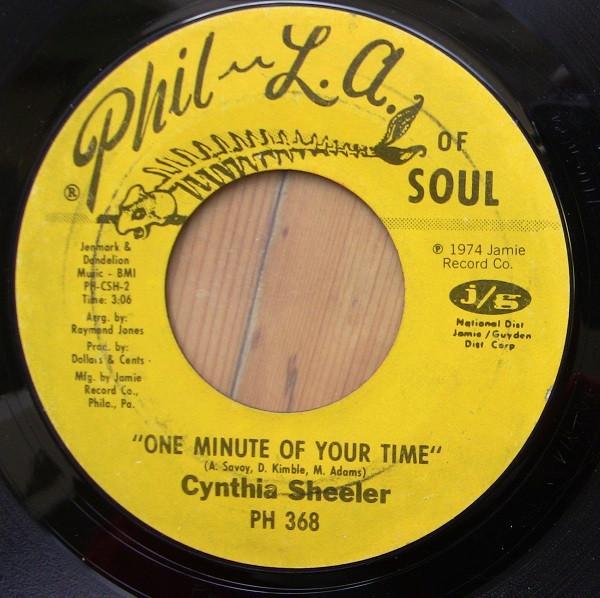 Phil-L.A.
OF
SOUL
®
Jenmark &
Dandelion
Music - BMI
PH-CSH-2
Time: 3:06
Arrg. by:
Raymond Jones
Prod. by:
Dollars & Cents
Mfg. by Jamie
Record Co.,
Phila., Pa.
℗ 1974 Jamie
Record Co.
j/g
National Dist
Jamie/Guyden
Dist. Corp
"ONE MINUTE OF YOUR TIME"
(A. Savoy, D. Kimble, M. Adams)
Cynthia Sheeler
PH 368